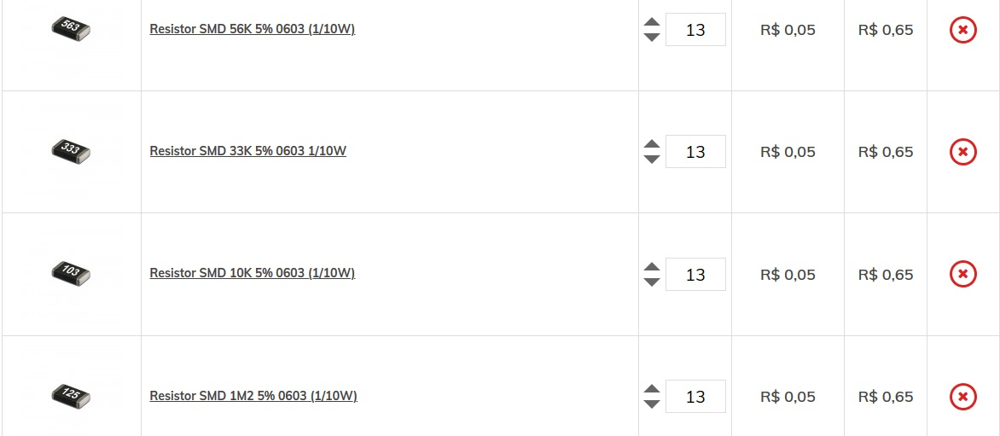 563
Resistor SMD 56K 5% 0603 (1/10W)
13
R$ 0,05
R$ 0,65
333
Resistor SMD 33K 5% 0603 1/10W
13
R$ 0,05
R$ 0,65
103
Resistor SMD 10K 5% 0603 (1/10W)
13
R$ 0,05
R$ 0,65
125
Resistor SMD 1M2 5% 0603 (1/10W)
13
R$ 0,05
R$ 0,65